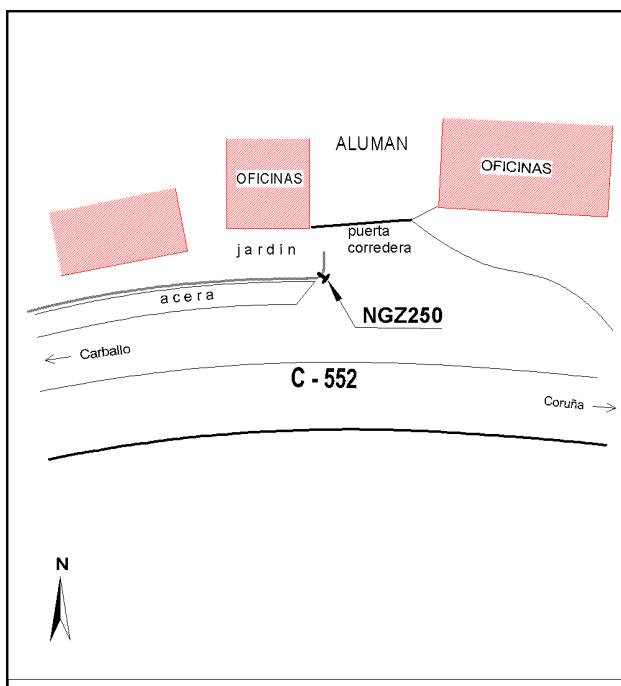 ALUMAN
OFICINAS
OFICINAS
puerta
corredera
jardín
acera
NGZ250
Carballo
C - 552
Coruña
N